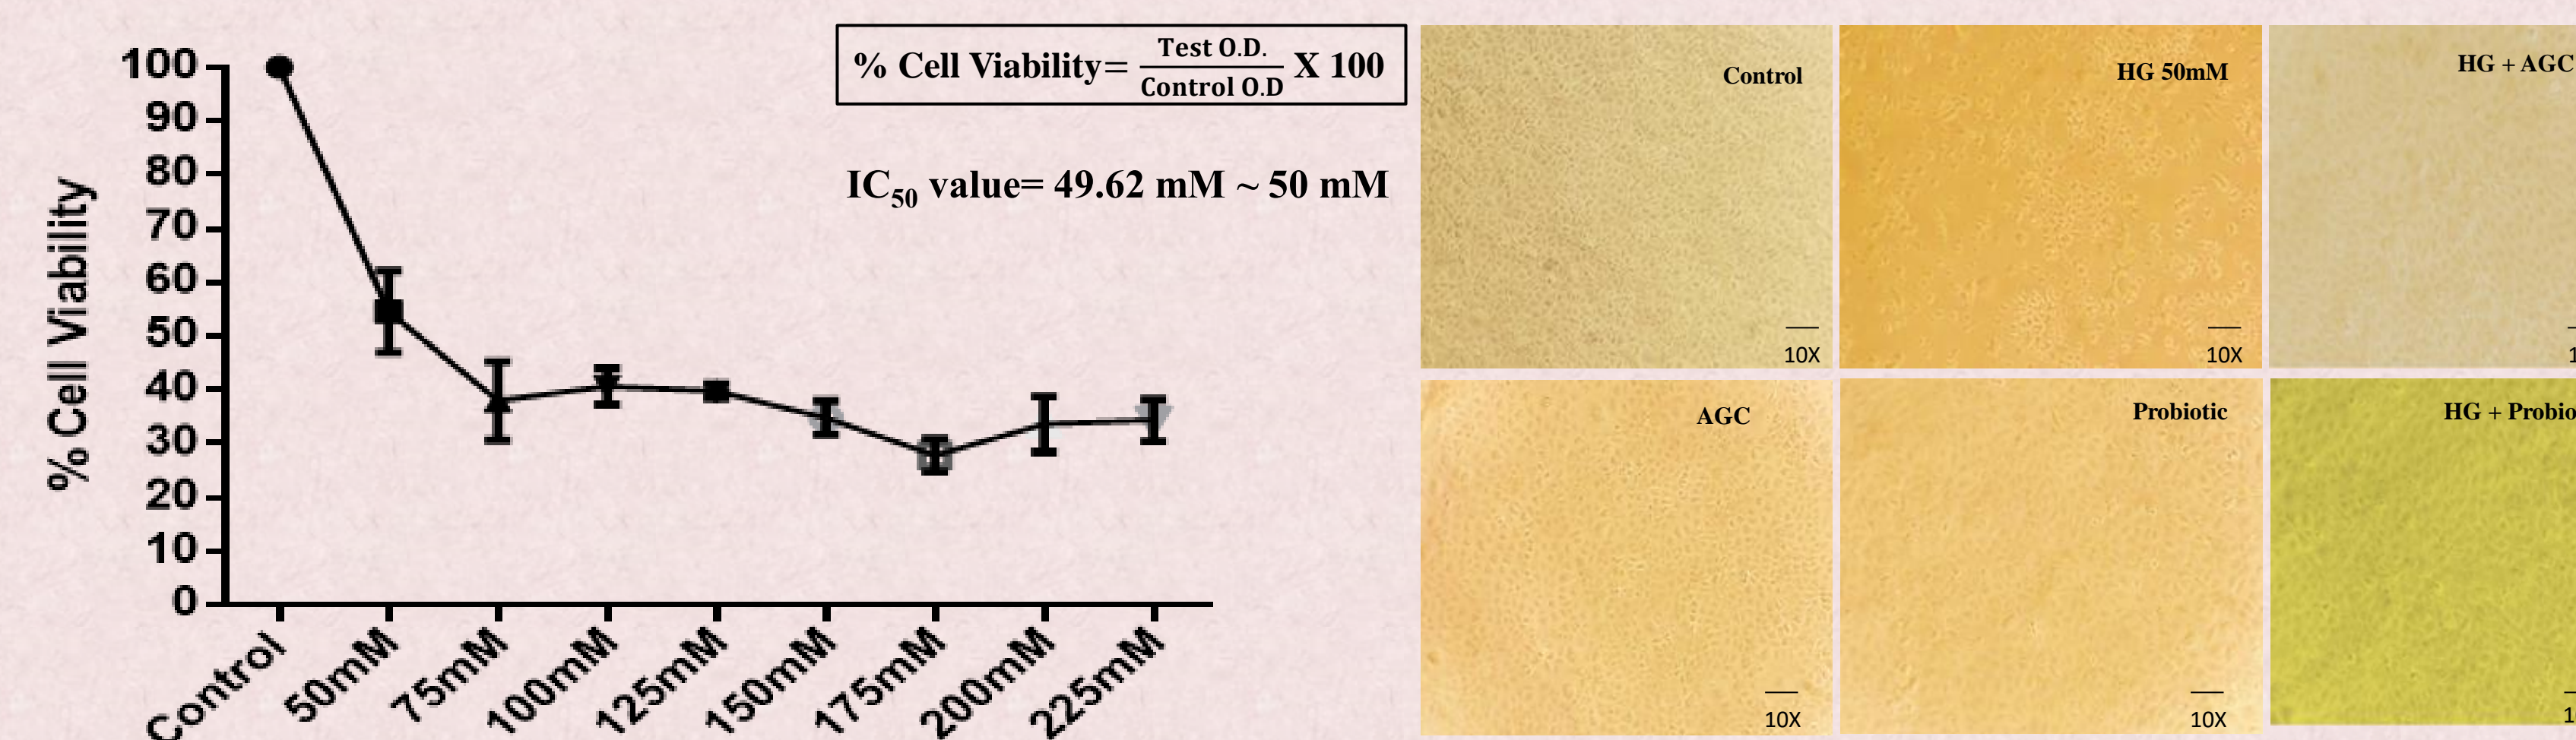 % Cell Viability
100
90
80
70
60
50
40
30
20
10
0
Control
50mM
75mM
100mM
125mM
150mM
175mM
200mM
225mM
% Cell Viability= Test O.D. / Control O.D X 100
IC50 value= 49.62 mM ~ 50 mM
Control
10X
HG 50mM
10X
HG + AGC
AGC
10X
Probiotic
10X
HG +